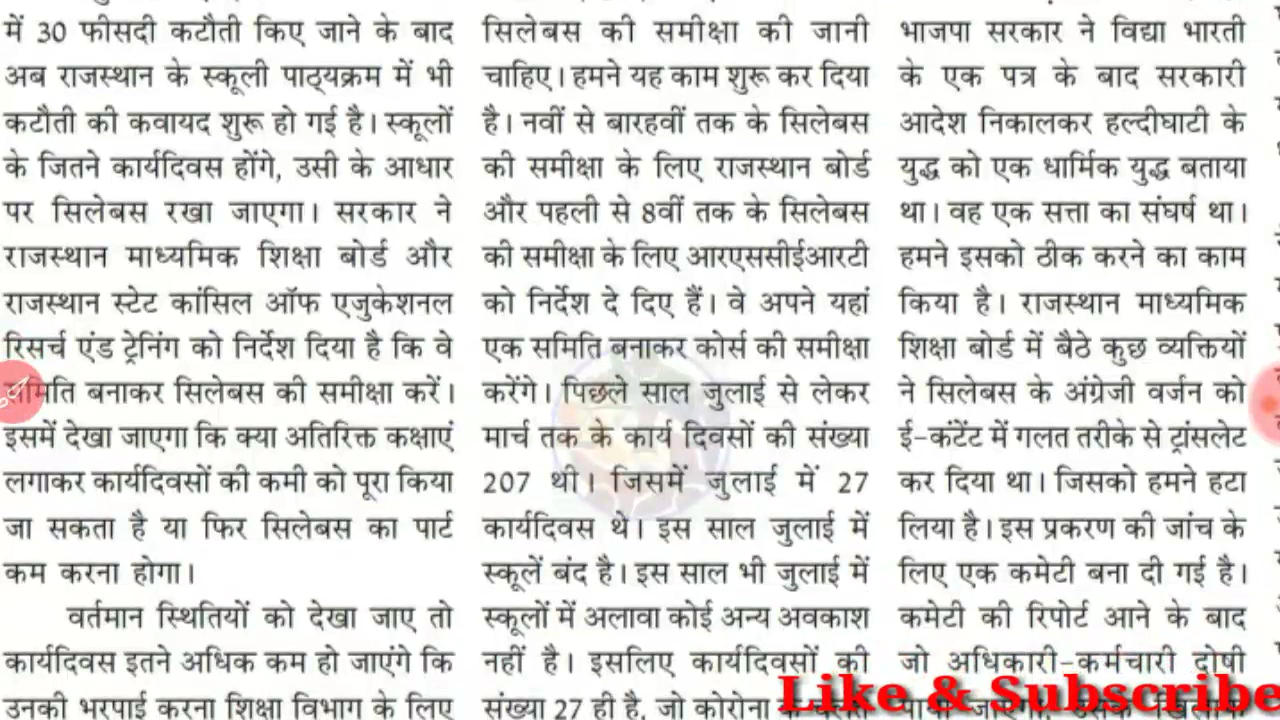 में 30 फीसदी कटौती किए जाने के बाद
अब राजस्थान के स्कूली पाठ्यक्रम में भी
कटौती की कवायद शुरू हो गई है। स्कूलों
के जितने कार्यदिवस होंगे, उसी के आधार
पर सिलेबस रखा जाएगा। सरकार ने
राजस्थान माध्यमिक शिक्षा बोर्ड और
राजस्थान स्टेट कांसिल ऑफ एजुकेशनल
रिसर्च एंड ट्रेनिंग को निर्देश दिया है कि वे
समिति बनाकर सिलेबस की समीक्षा करें।
इसमें देखा जाएगा कि क्या अतिरिक्त कक्षाएं
लगाकर कार्यदिवसों की कमी को पूरा किया
जा सकता है या फिर सिलेबस का पार्ट
कम करना होगा।
वर्तमान स्थितियों को देखा जाए तो
कार्यदिवस इतने अधिक कम हो जाएंगे कि
उनकी भरपाई करना शिक्षा विभाग के लिए
सिलेबस की समीक्षा की जानी
चाहिए। हमने यह काम शुरू कर दिया
है। नवीं से बारहवीं तक के सिलेबस
की समीक्षा के लिए राजस्थान बोर्ड
और पहली से 8वीं तक के सिलेबस
की समीक्षा के लिए आरएससीईआरटी
को निर्देश दे दिए हैं। वे अपने यहां
एक समिति बनाकर कोर्स की समीक्षा
करेंगे। पिछले साल जुलाई से लेकर
मार्च तक के कार्य दिवसों की संख्या
207 थी। जिसमें जुलाई में 27
कार्यदिवस थे। इस साल जुलाई में
स्कूलें बंद है। इस साल भी जुलाई में
स्कूलों में अलावा कोई अन्य अवकाश
नहीं है। इसलिए कार्यदिवसों की
संख्या 27 ही है, जो कोरोना
भाजपा सरकार ने विद्या भारती
के एक पत्र के बाद सरकारी
आदेश निकालकर हल्दीघाटी के
युद्ध को एक धार्मिक युद्ध बताया
था। वह एक सत्ता का संघर्ष था।
हमने इसको ठीक करने का काम
किया है। राजस्थान माध्यमिक
शिक्षा बोर्ड में बैठे कुछ व्यक्तियों
ने सिलेबस के अंग्रेजी वर्जन को
ई-कंटेंट में गलत तरीके से ट्रांसलेट
कर दिया था। जिसको हमने हटा
लिया है। इस प्रकरण की जांच के
लिए एक कमेटी बना दी गई है।
कमेटी की रिपोर्ट आने के बाद
जो अधिकारी-कर्मचारी दोषी
Like & Subscribe